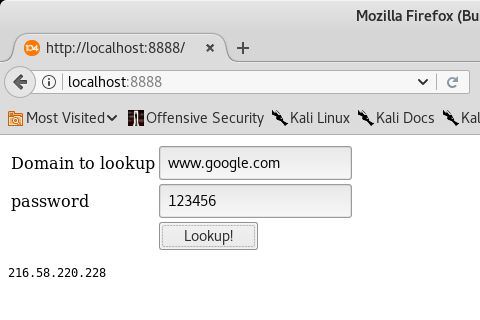 Mozilla Firefox (Bu
104 http://localhost:8888/
localhost:8888
Most Visited Offensive Security Kali Linux Kali Docs Kal
Domain to lookup www.google.com
password 123456
Lookup!
216.58.220.228